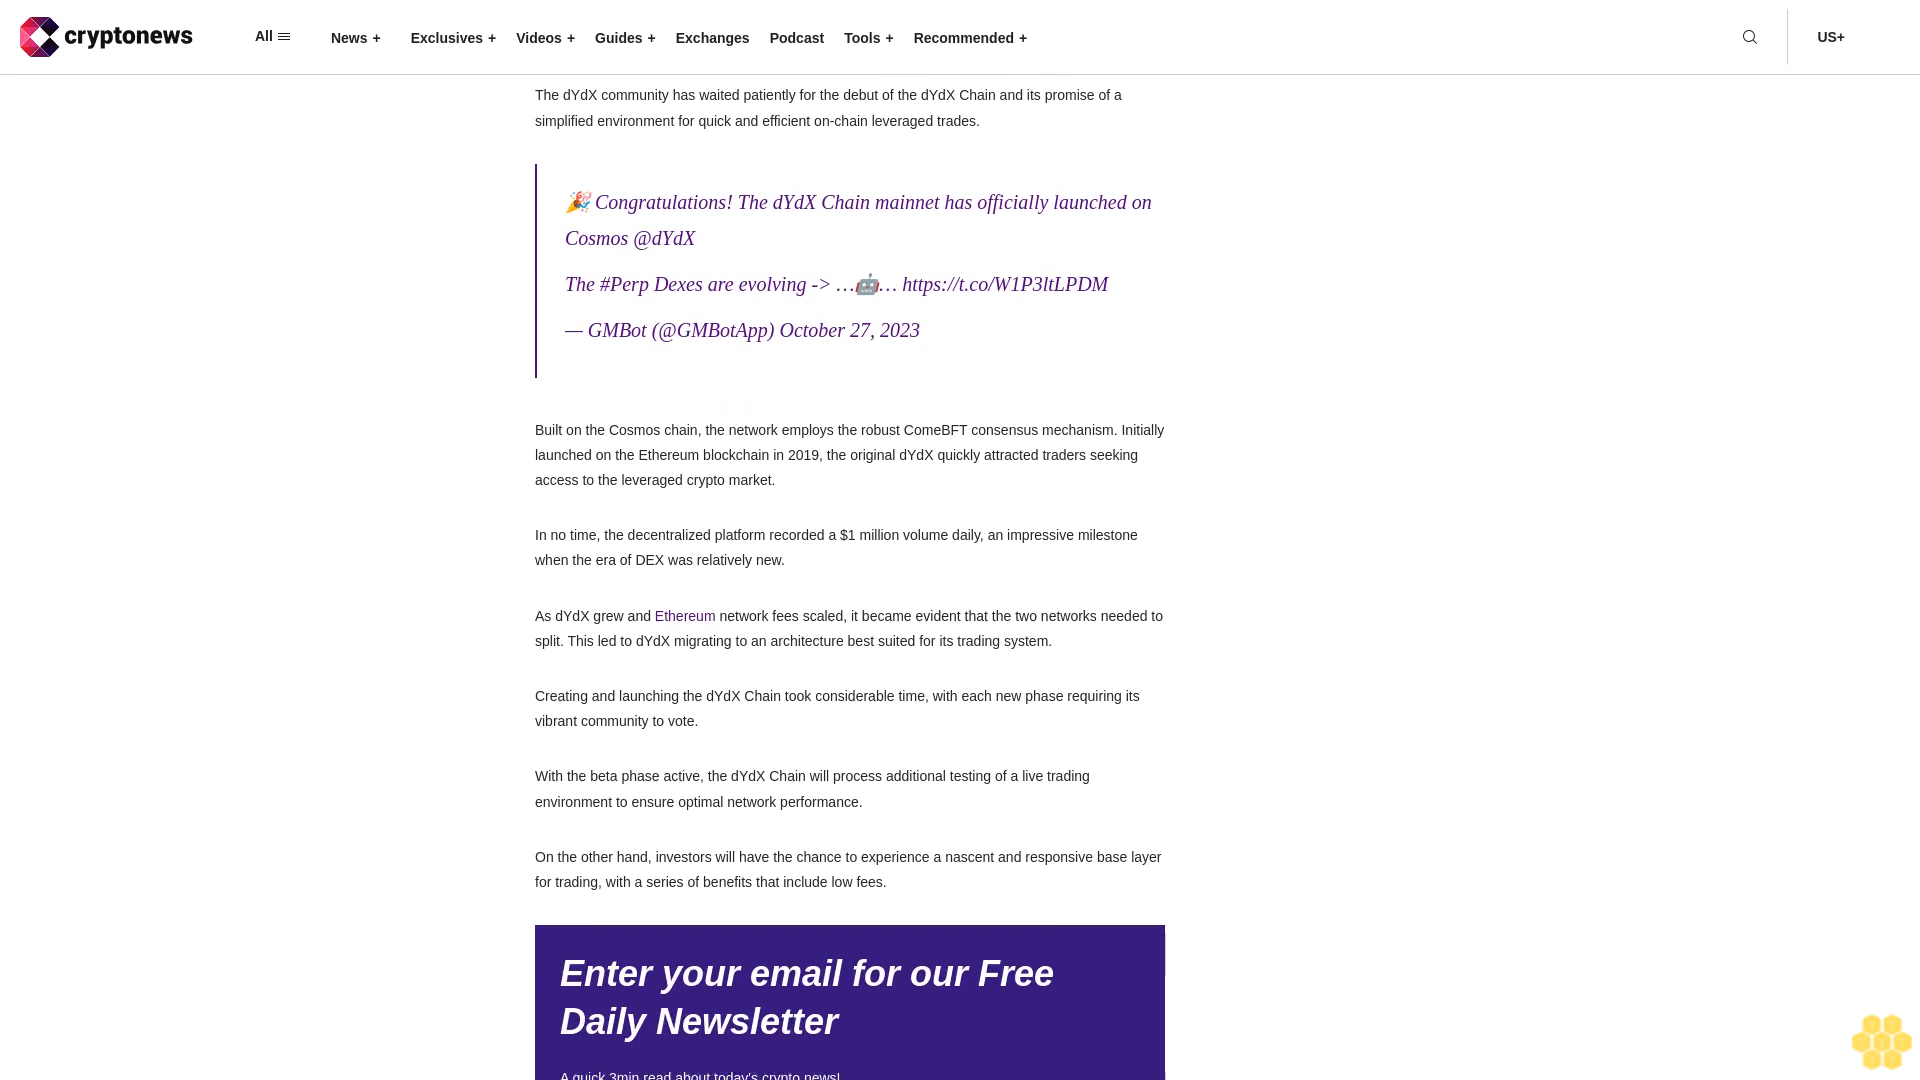 cryptonews
All
News +
Exclusives +
Videos +
Guides +
Exchanges
Podcast
Tools +
Recommended +
US+
The dYdX community has waited patiently for the debut of the dYdX Chain and its promise of a
simplified environment for quick and efficient on-chain leveraged trades.
🎉 Congratulations! The dYdX Chain mainnet has officially launched on
Cosmos @dYdX
The #Perp Dexes are evolving -> …🤖… https://t.co/W1P3ltLPDM
— GMBot (@GMBotApp) October 27, 2023
Built on the Cosmos chain, the network employs the robust ComeBFT consensus mechanism. Initially
launched on the Ethereum blockchain in 2019, the original dYdX quickly attracted traders seeking
access to the leveraged crypto market.
In no time, the decentralized platform recorded a $1 million volume daily, an impressive milestone
when the era of DEX was relatively new.
As dYdX grew and Ethereum network fees scaled, it became evident that the two networks needed to
split. This led to dYdX migrating to an architecture best suited for its trading system.
Creating and launching the dYdX Chain took considerable time, with each new phase requiring its
vibrant community to vote.
With the beta phase active, the dYdX Chain will process additional testing of a live trading
environment to ensure optimal network performance.
On the other hand, investors will have the chance to experience a nascent and responsive base layer
for trading, with a series of benefits that include low fees.
Enter your email for our Free
Daily Newsletter
A quick 3min read about today's crypto news!